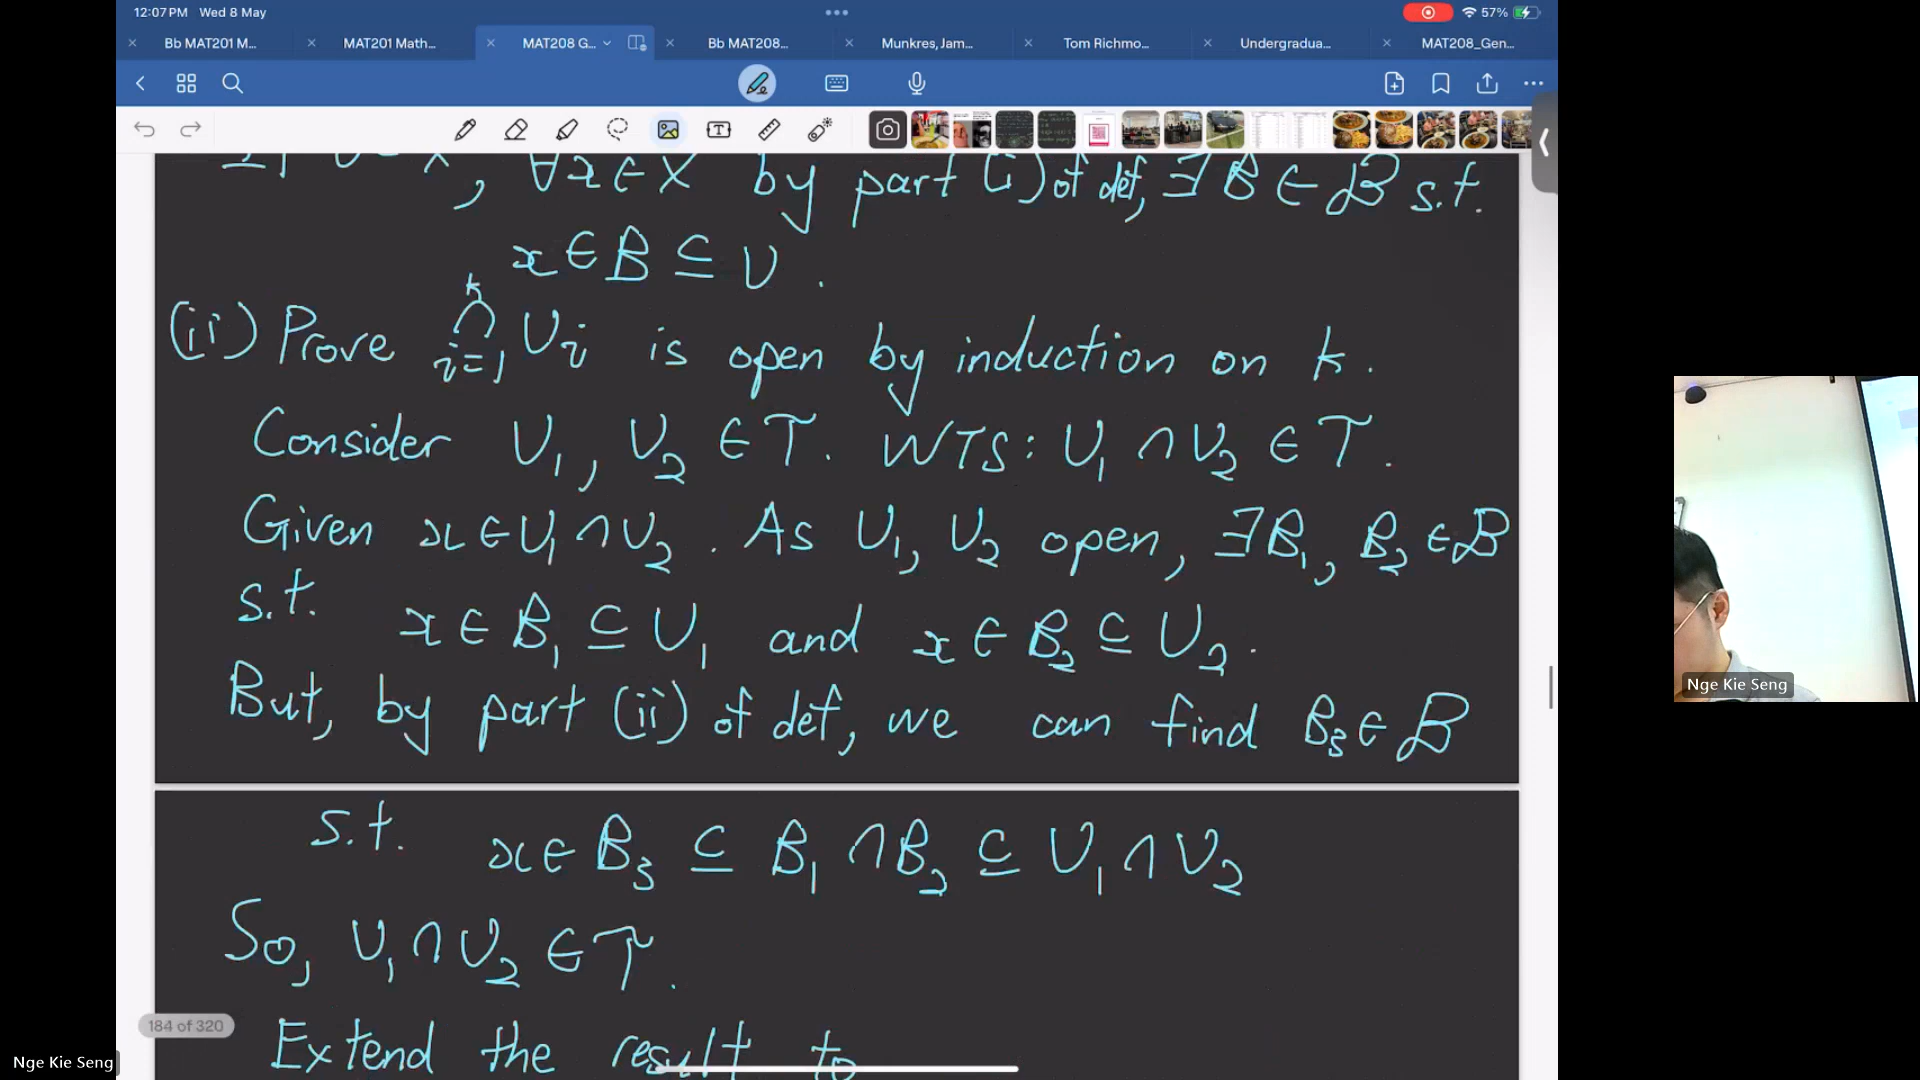 12:07 PM Wed 8 May
57%
Bb MAT201 M...
MAT201 Math...
MAT208 G...
Bb MAT208...
Munkres, Jam...
Tom Richmo...
Undergradua...
MAT208_Gen...
, ∀x∈X by part (i) of def, ∃B∈ℬ s.t.
x∈B ⊆ U.
(ii) Prove ⋂_{i=1}^{k} U_i is open by induction on k.
Consider U₁, U₂ ∈ 𝒯. WTS: U₁ ∩ U₂ ∈ 𝒯.
Given x∈U₁∩U₂. As U₁, U₂ open, ∃B₁, B₂ ∈ℬ
s.t. x∈B₁ ⊆ U₁ and x∈B₂ ⊆ U₂.
But, by part (ii) of def, we can find B₃∈ℬ
s.t. x∈B₃ ⊆ B₁∩B₂ ⊆ U₁∩U₂
So, U₁∩U₂ ∈𝒯.
184 of 320
Extend the result to
Nge Kie Seng
Nge Kie Seng